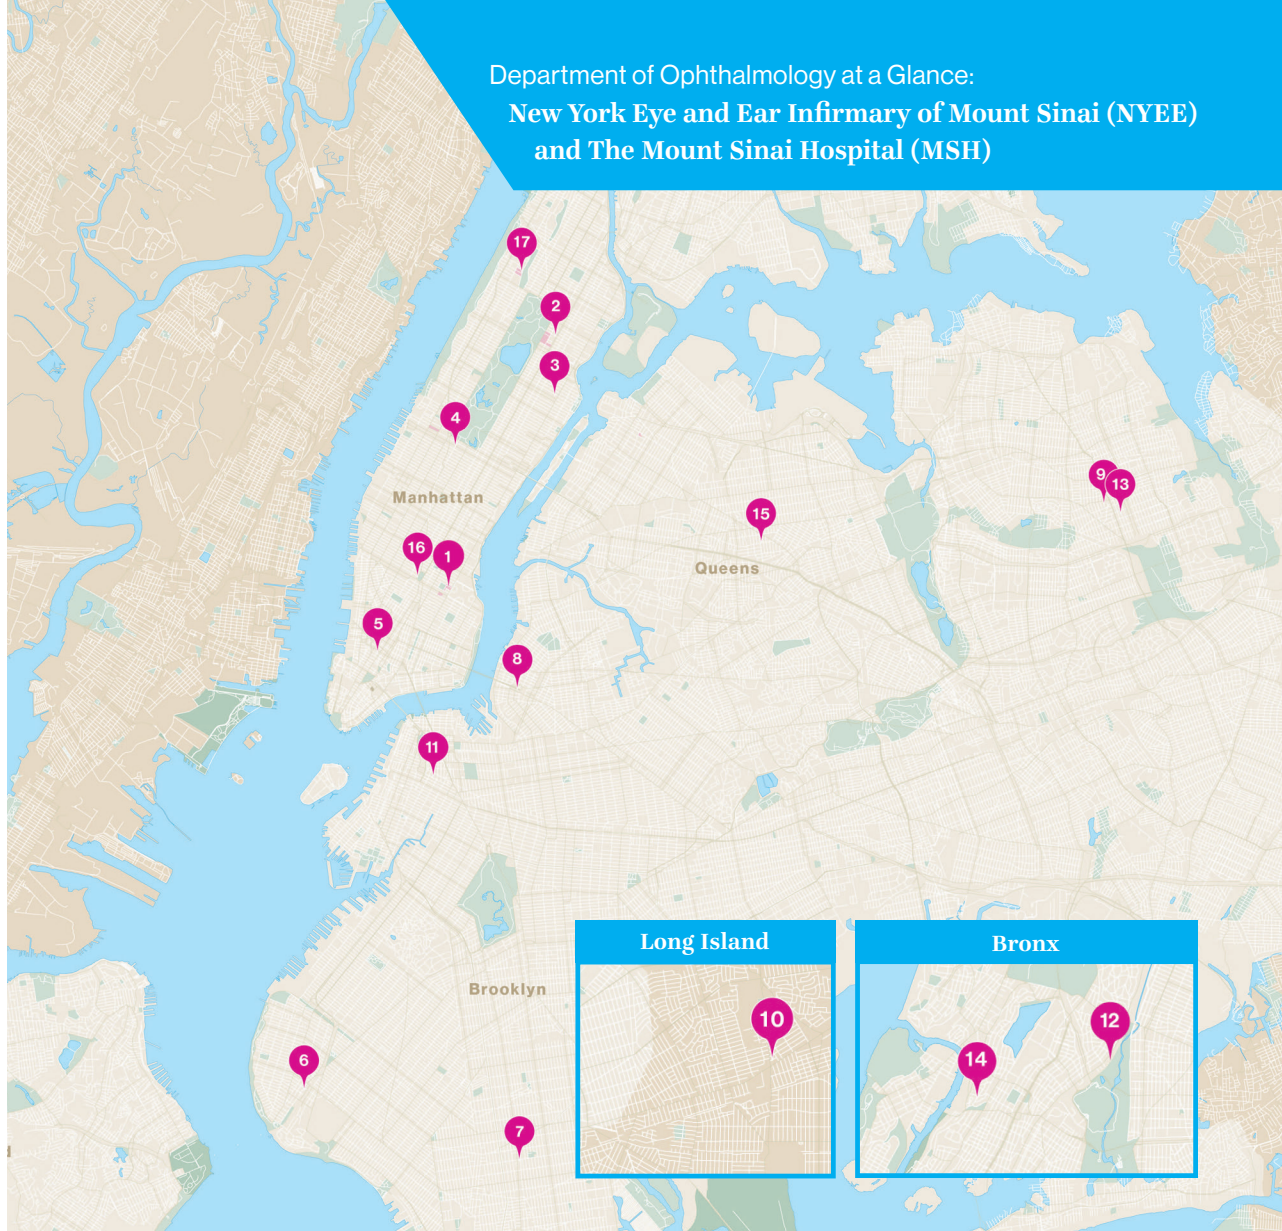 Department of Ophthalmology at a Glance:
New York Eye and Ear Infirmary of Mount Sinai (NYEE)
and The Mount Sinai Hospital (MSH)
17
2
3
4
Manhattan
9
13
15
16
1
Queens
5
8
11
Long Island
Bronx
Brooklyn
10
12
14
6
7
d